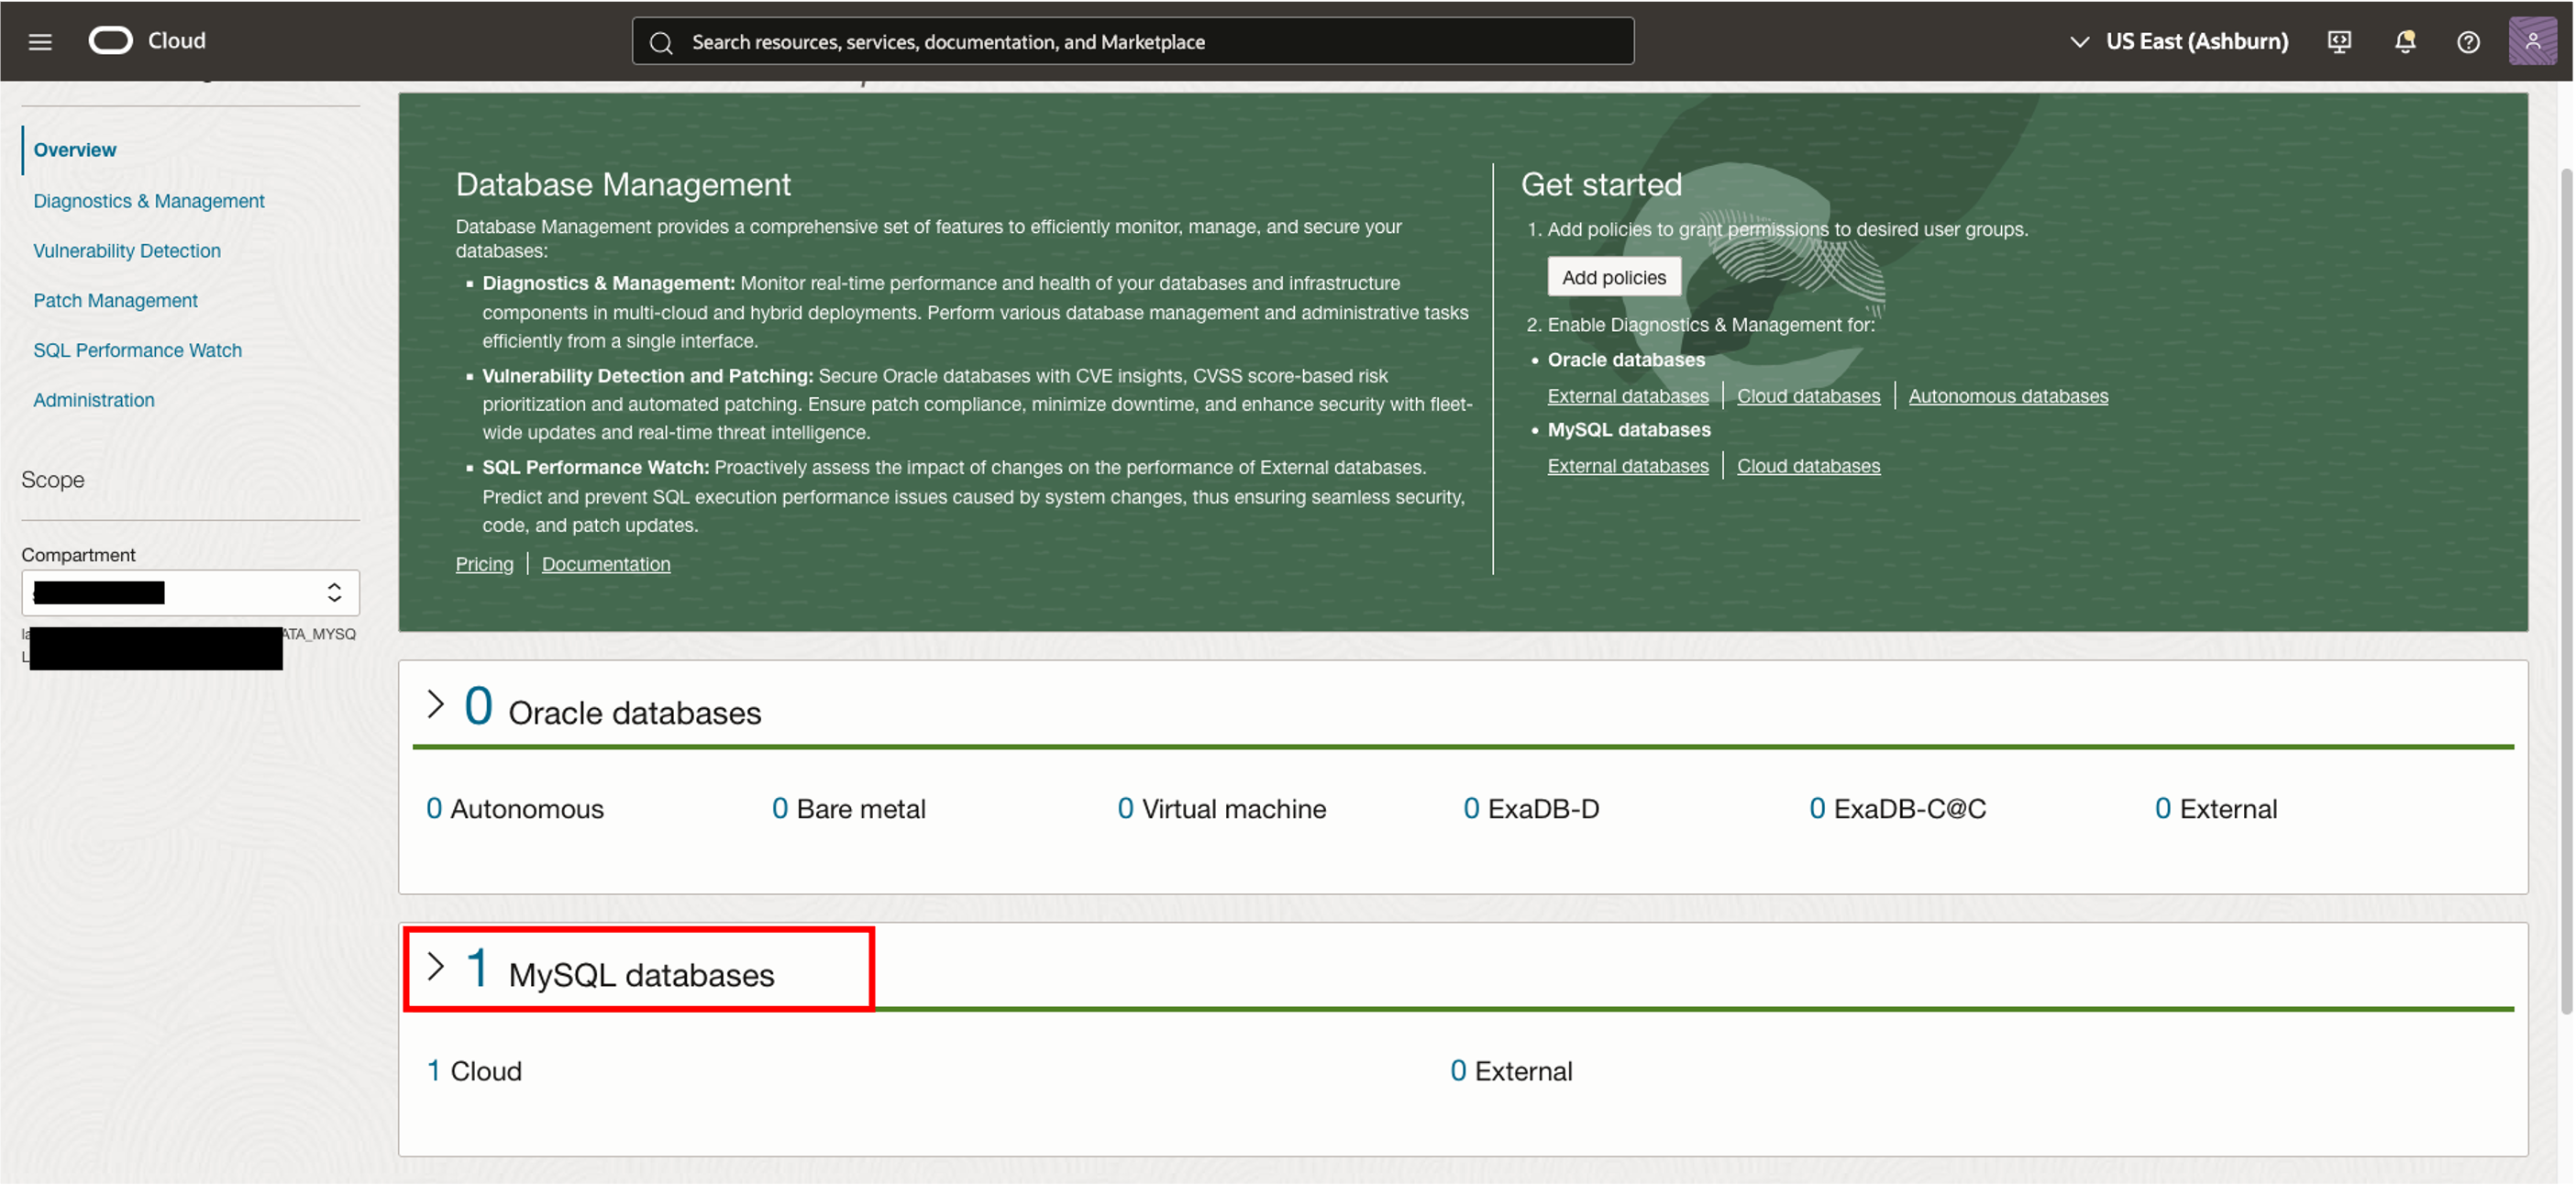 Cloud
Search resources, services, documentation, and Marketplace
US East (Ashburn)
Overview
Diagnostics & Management
Vulnerability Detection
Patch Management
SQL Performance Watch
Administration
Scope
Compartment
ATA_MYSQ
L
Database Management
Database Management provides a comprehensive set of features to efficiently monitor, manage, and secure your
databases:
▪ Diagnostics & Management: Monitor real-time performance and health of your databases and infrastructure
components in multi-cloud and hybrid deployments. Perform various database management and administrative tasks
efficiently from a single interface.
▪ Vulnerability Detection and Patching: Secure Oracle databases with CVE insights, CVSS score-based risk
prioritization and automated patching. Ensure patch compliance, minimize downtime, and enhance security with fleet-
wide updates and real-time threat intelligence.
▪ SQL Performance Watch: Proactively assess the impact of changes on the performance of External databases.
Predict and prevent SQL execution performance issues caused by system changes, thus ensuring seamless security,
code, and patch updates.
Pricing | Documentation
Get started
1. Add policies to grant permissions to desired user groups.
Add policies
2. Enable Diagnostics & Management for:
• Oracle databases
External databases | Cloud databases | Autonomous databases
• MySQL databases
External databases | Cloud databases
0 Oracle databases
0 Autonomous
0 Bare metal
0 Virtual machine
0 ExaDB-D
0 ExaDB-C@C
0 External
1 MySQL databases
1 Cloud
0 External